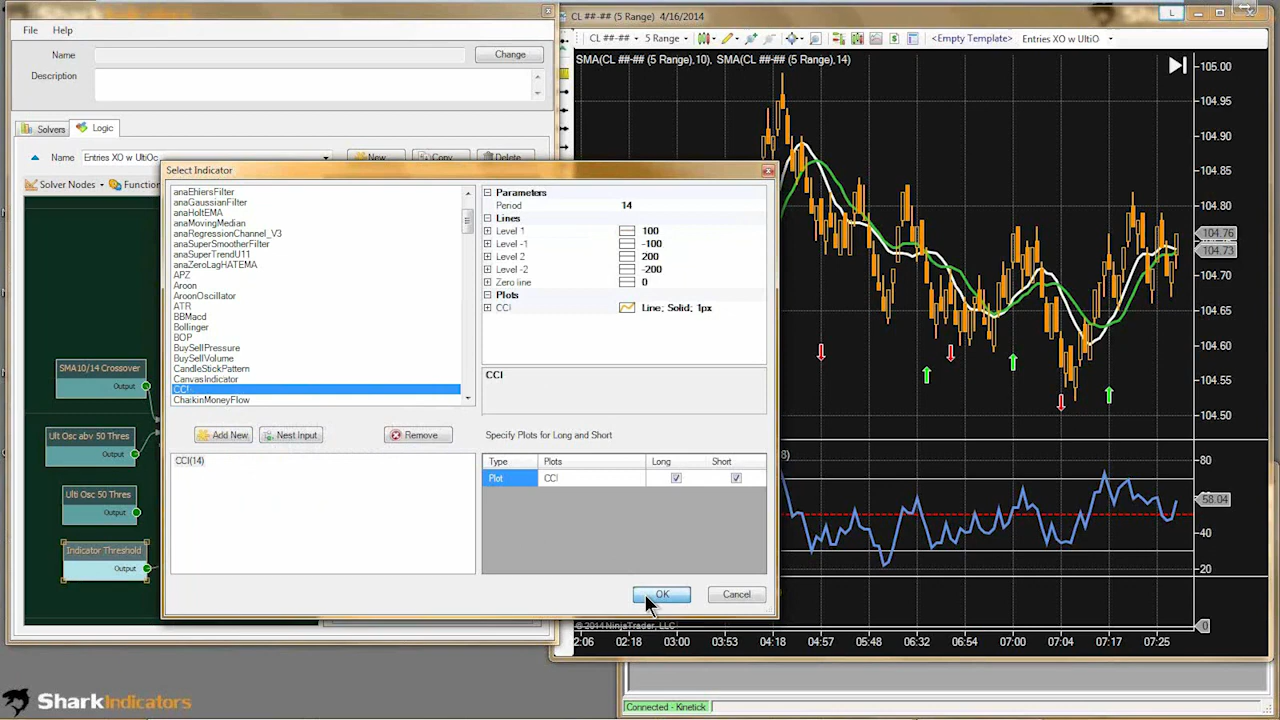 File Help
Name
Change
Description
Solvers Logic
Name Entries XO w UltiOc
New Copy Delete
Solver Nodes Function
SMA10/14 Crossover
Output
Ult Osc abv 50 Thres
Output
Ulti Osc 50 Thres
Output
Indicator Threshold
Output
Select Indicator
anaEhlersFilter
anaGaussianFilter
anaHoltEMA
anaMovingMedian
anaRegressionChannel_V3
anaSuperSmootherFilter
anaSuperTrendU11
anaZeroLagHATEMA
APZ
Aroon
AroonOscillator
ATR
BBMacd
Bollinger
BOP
BuySellPressure
BuySellVolume
CandleStickPattern
CanvasIndicator
CCI
ChaikinMoneyFlow
Parameters
Period 14
Lines
Level 1 100
Level -1 -100
Level 2 200
Level -2 -200
Zero line 0
Plots
CCI Line; Solid; 1px
CCI
Add New Nest Input Remove
Specify Plots for Long and Short
CCI(14)
Type Plots Long Short
Plot CCI
OK Cancel
CL ##-## (5 Range) 4/16/2014
L
CL ##-## 5 Range <Empty Template> Entries XO w UltiO
SMA(CL ##-## (5 Range),10), SMA(CL ##-## (5 Range),14)
105.00
104.95
104.90
104.85
104.80
104.76
104.73
104.70
104.65
104.60
104.55
104.50
80
58.04
40
20
0
© 2014 NinjaTrader, LLC
2:06 02:38 03:00 03:53 04:18 04:57 05:48 06:32 07:00 07:04 07:17 07:25
Connected - Kinetick
SharkIndicators